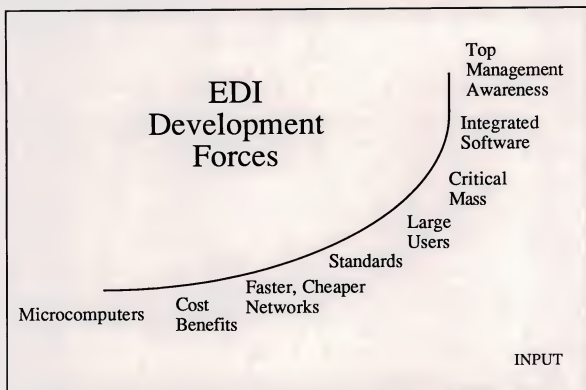 EDI
Development
Forces
Top
Management
Awareness
Integrated
Software
Critical
Mass
Large
Users
Standards
Faster, Cheaper
Networks
Cost
Benefits
Microcomputers
INPUT